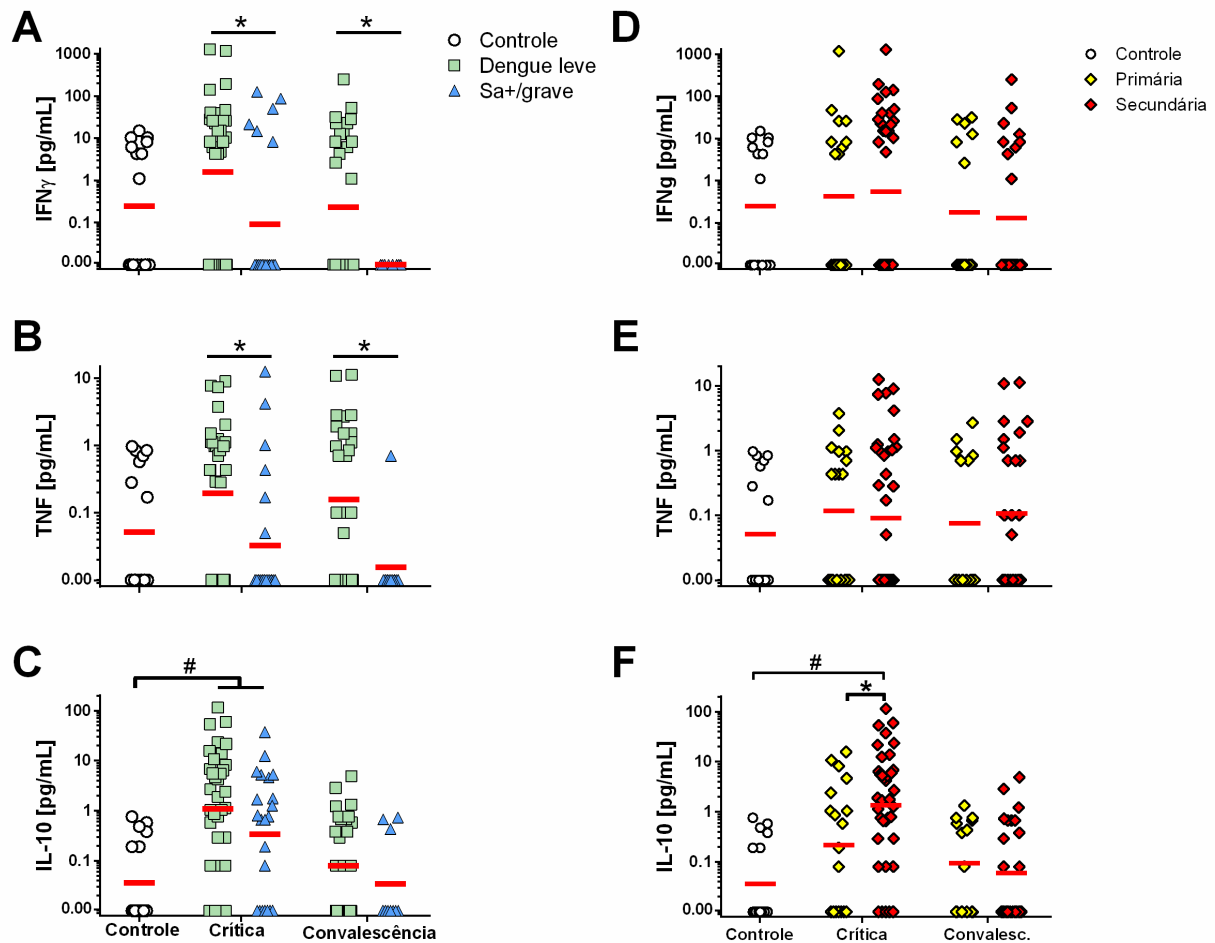 A
IFNγ [pg/mL]
1000
100
10
1
0.1
0.00
*
*
Controle
Dengue leve
Sa+/grave
D
IFNg [pg/mL]
1000
100
10
1
0.1
0.00
Controle
Primária
Secundária
B
TNF [pg/mL]
10
1
0.1
0.00
*
*
E
TNF [pg/mL]
10
1
0.1
0.00
C
IL-10 [pg/mL]
100
10
1
0.1
0.00
#
Controle
Crítica
Convalescência
F
IL-10 [pg/mL]
100
10
1
0.1
0.00
#
*
Controle
Crítica
Convalesc.